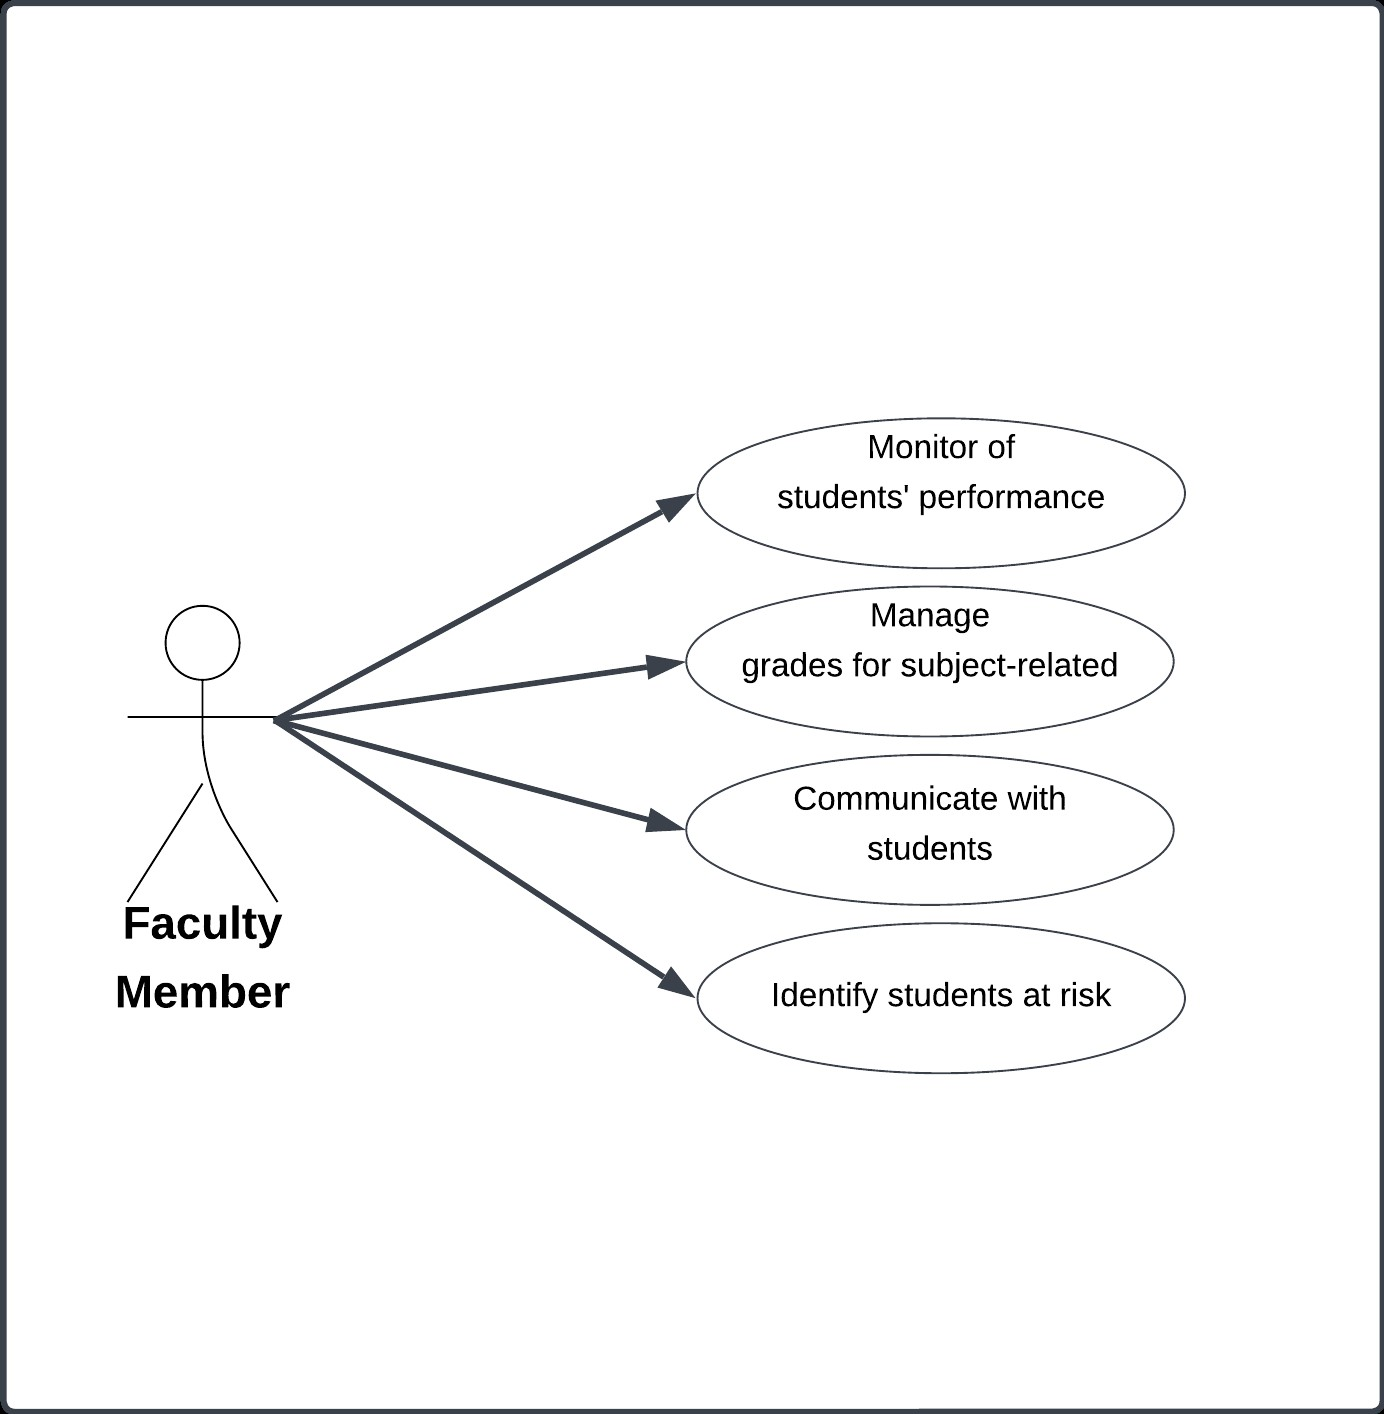 Monitor of
students' performance
Manage
grades for subject-related
Communicate with
students
Identify students at risk
Faculty
Member